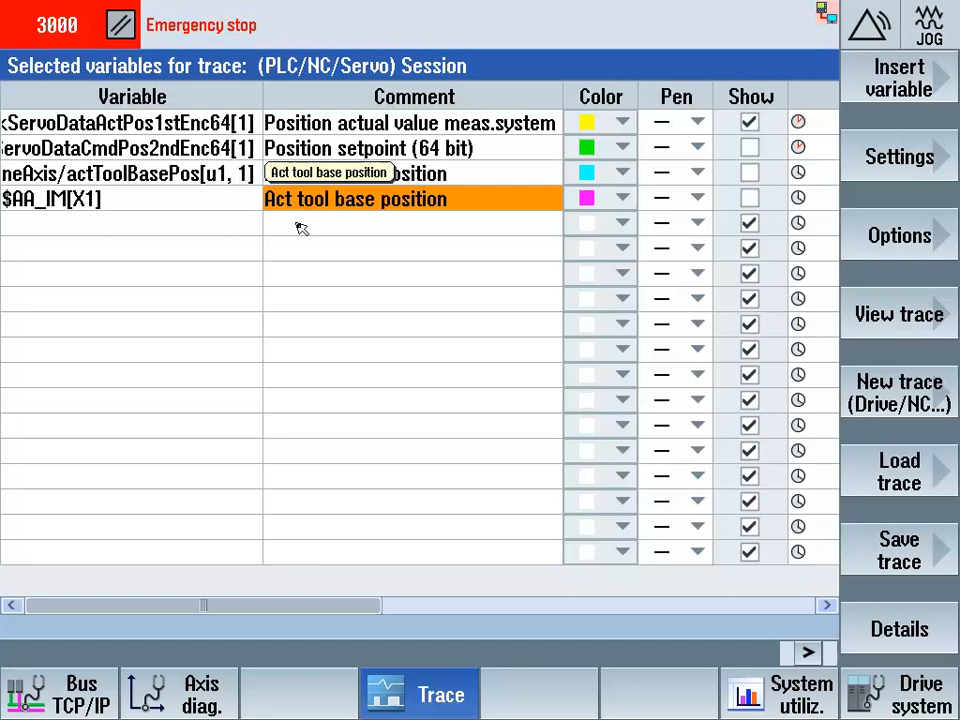 3000
Emergency stop
JOG
Selected variables for trace: (PLC/NC/Servo) Session
Variable Comment Color Pen Show
kServoDataActPos1stEnc64[1] Position actual value meas.system
ervoDataCmdPos2ndEnc64[1] Position setpoint (64 bit)
neAxis/actToolBasePos[u1, 1] Act tool base position osition
$AA_IM[X1] Act tool base position
Insert
variable
Settings
Options
View trace
New trace
(Drive/NC...)
Load
trace
Save
trace
Details
>
Bus
TCP/IP
Axis
diag.
Trace
System
utiliz.
Drive
system